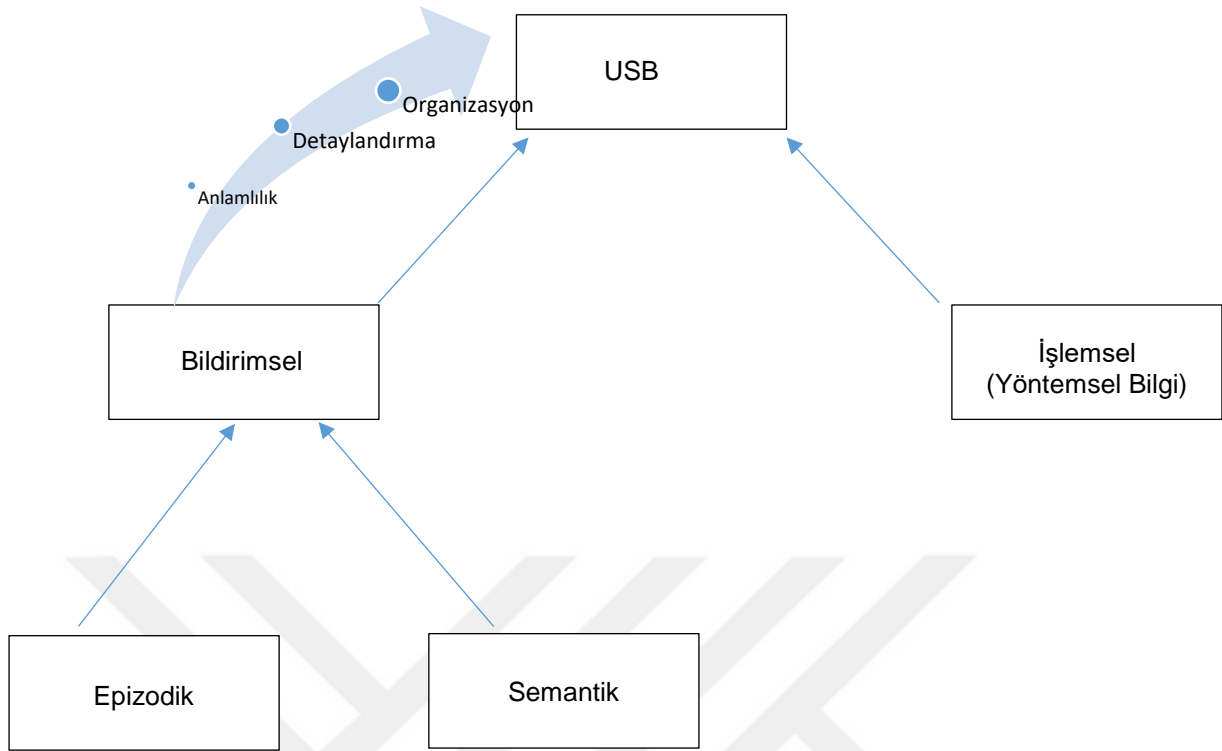 USB
Organizasyon
Detaylandırma
Anlamlılık
Bildirimsel
İşlemsel
(Yöntemsel Bilgi)
Epizodik
Semantik